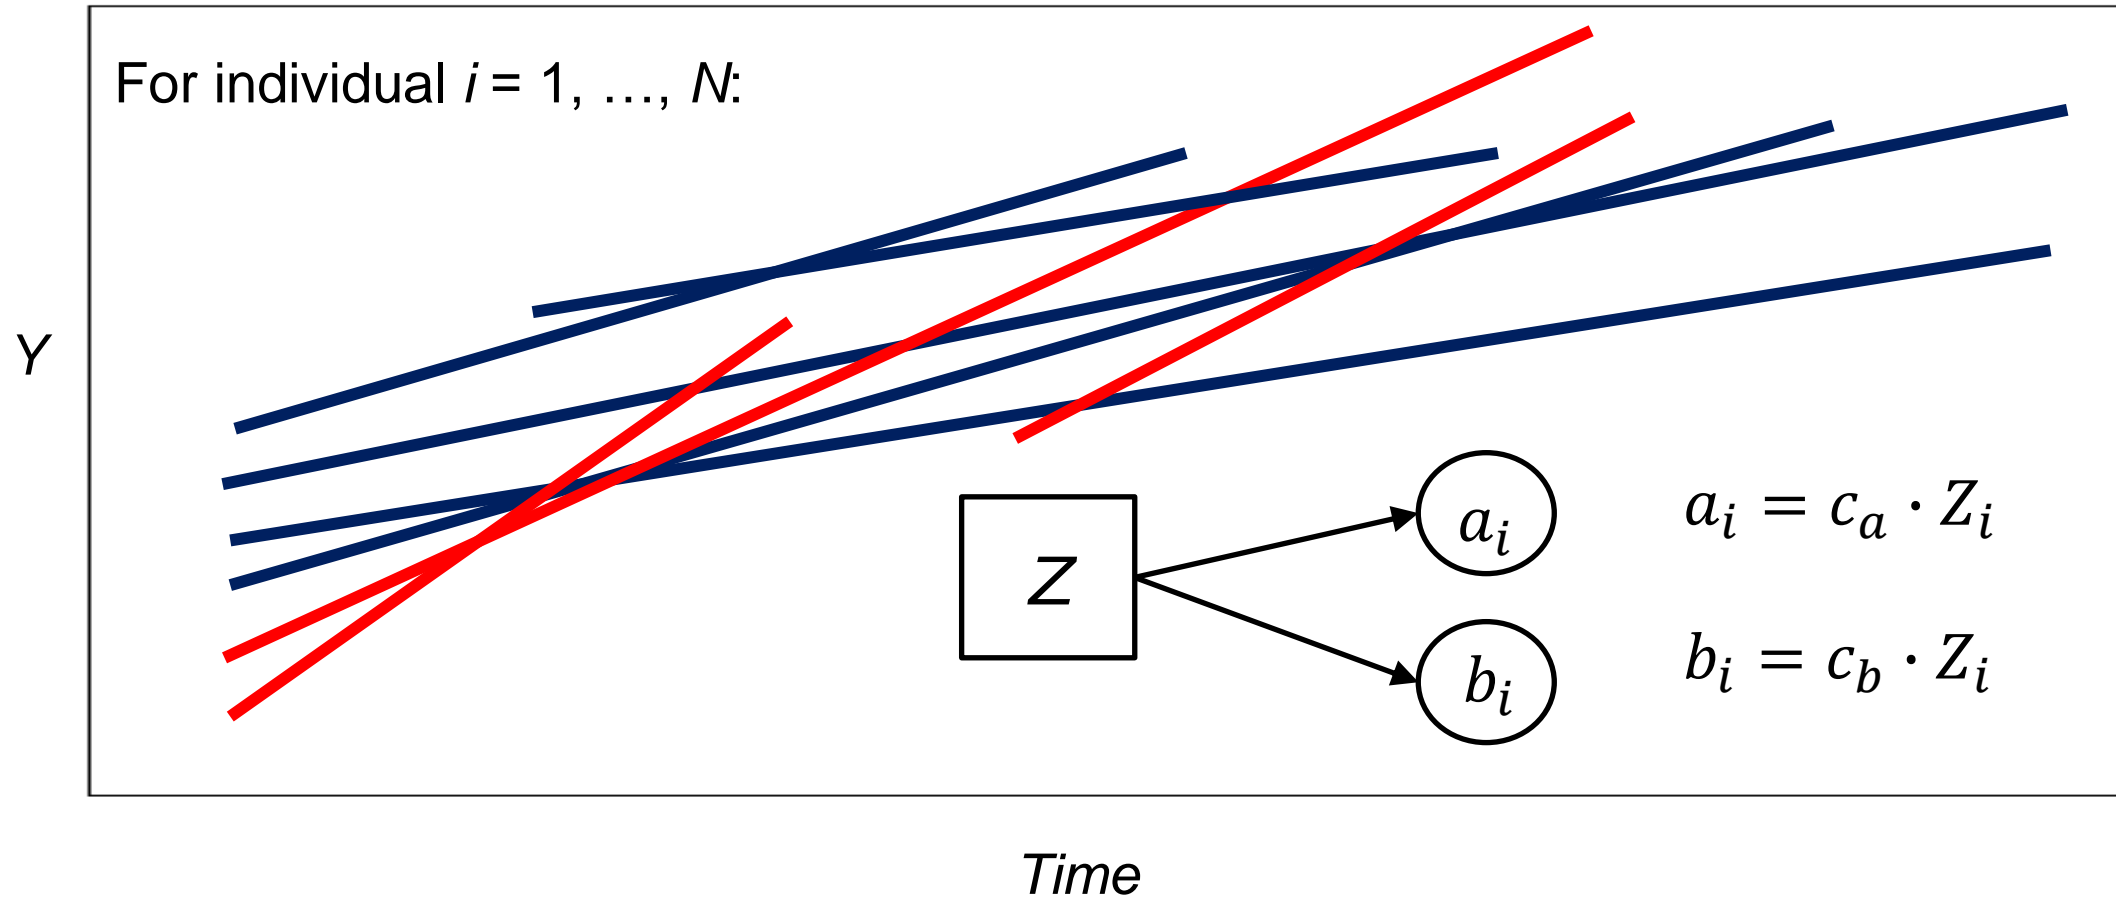 For individual i = 1, …, N:
Y
Z
a_i
a_i = c_a · Z_i
b_i
b_i = c_b · Z_i
Time